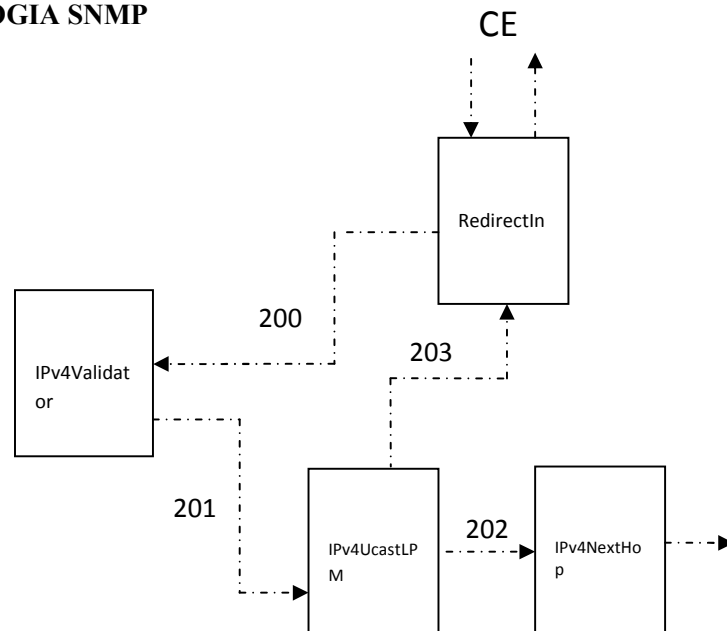 OGIA SNMP
CE
RedirectIn
200
203
IPv4Validat
or
201
202
IPv4UcastLP
M
IPv4NextHo
p